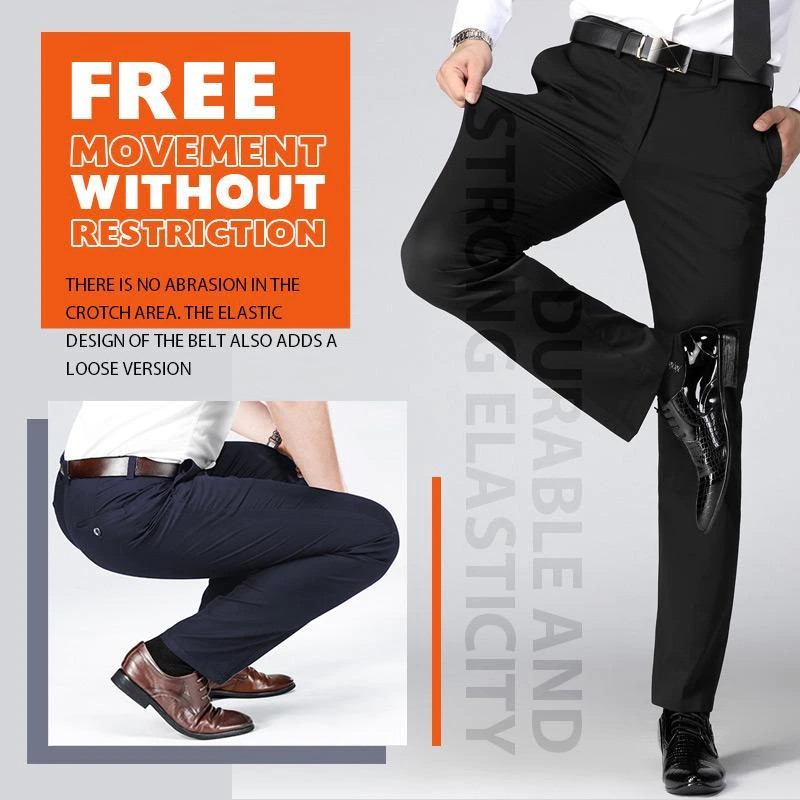 FREE
MOVEMENT
WITHOUT
RESTRICTION
THERE IS NO ABRASION IN THE
CROTCH AREA. THE ELASTIC
DESIGN OF THE BELT ALSO ADDS A
LOOSE VERSION
DURABLE AND
STRONG ELASTICITY